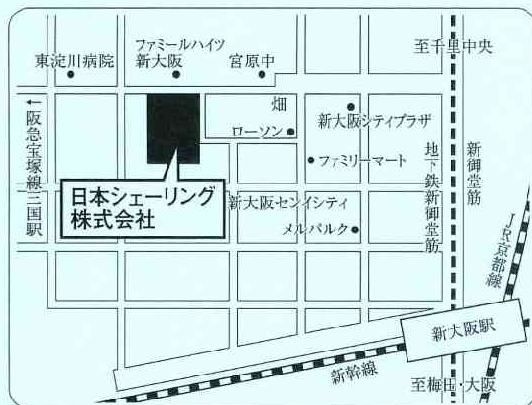 ファミールハイツ
新大阪
東淀川病院
宮原中
至千里中央
畑
新大阪シティプラザ
ローソン
ファミリーマート
←阪急宝塚線三国駅
日本シェーリング
株式会社
新大阪センイシティ
メルパルク
地下鉄新御堂筋
新御堂筋
JR京都線
新大阪駅
新幹線
至梅田・大阪